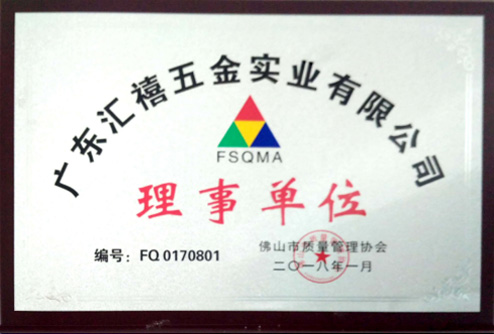 广东汇禧五金实业有限公司
FSQMA
理事单位
编号：FQ 0170801
佛山市质量管理协会
二〇一八年一月